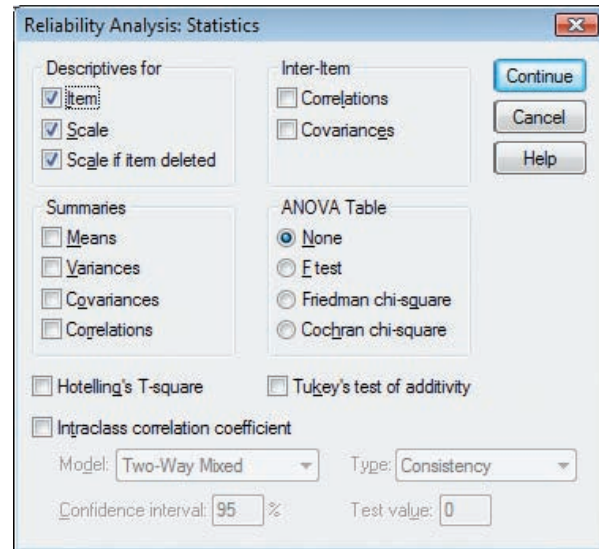 Reliability Analysis: Statistics
Descriptives for
Item
Scale
Scale if item deleted
Inter-Item
Correlations
Covariances
Continue
Cancel
Help
Summaries
Means
Variances
Covariances
Correlations
ANOVA Table
None
F test
Friedman chi-square
Cochran chi-square
Hotelling's T-square
Tukey's test of additivity
Intraclass correlation coefficient
Model: Two-Way Mixed
Type: Consistency
Confidence interval: 95 %
Test value: 0